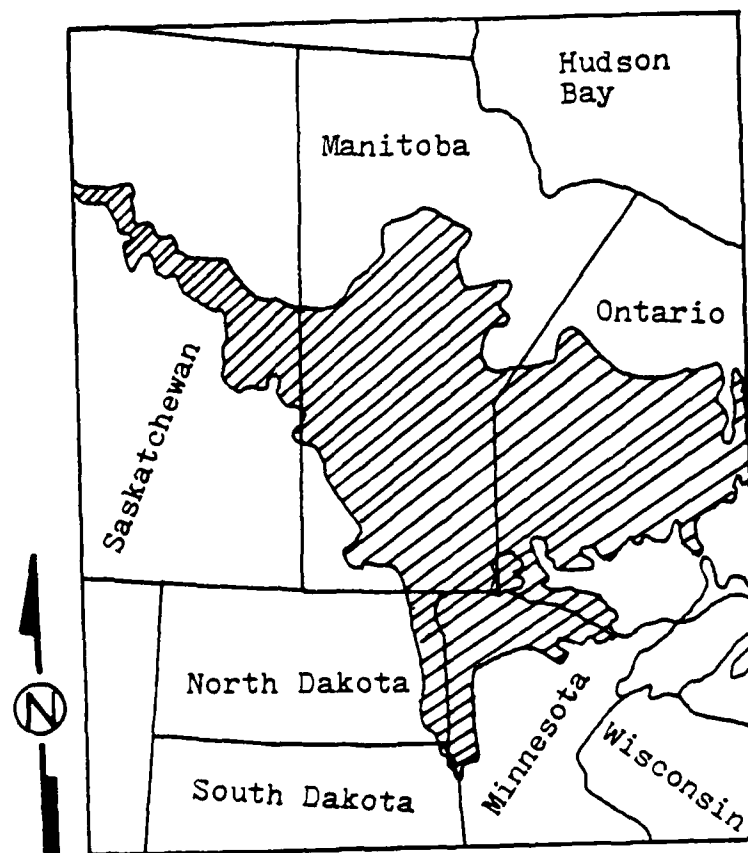 Hudson
Bay
Manitoba
Ontario
Saskatchewan
North Dakota
South Dakota
Minnesota
Wisconsin
N